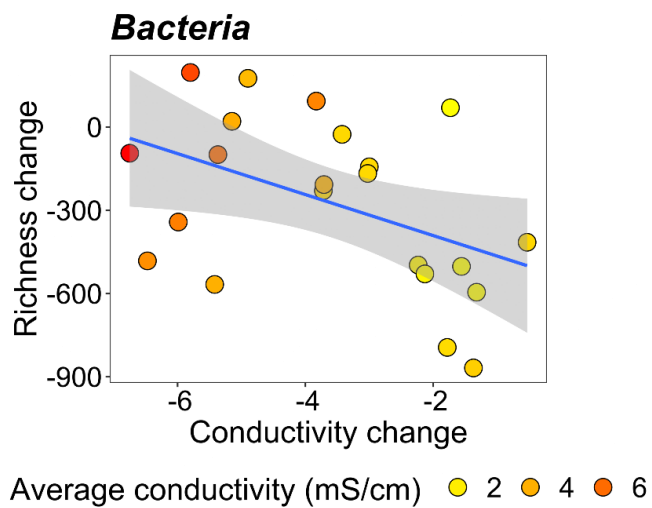 Bacteria
Richness change
0
-300
-600
-900
-6 -4 -2
Conductivity change
Average conductivity (mS/cm) 2 4 6